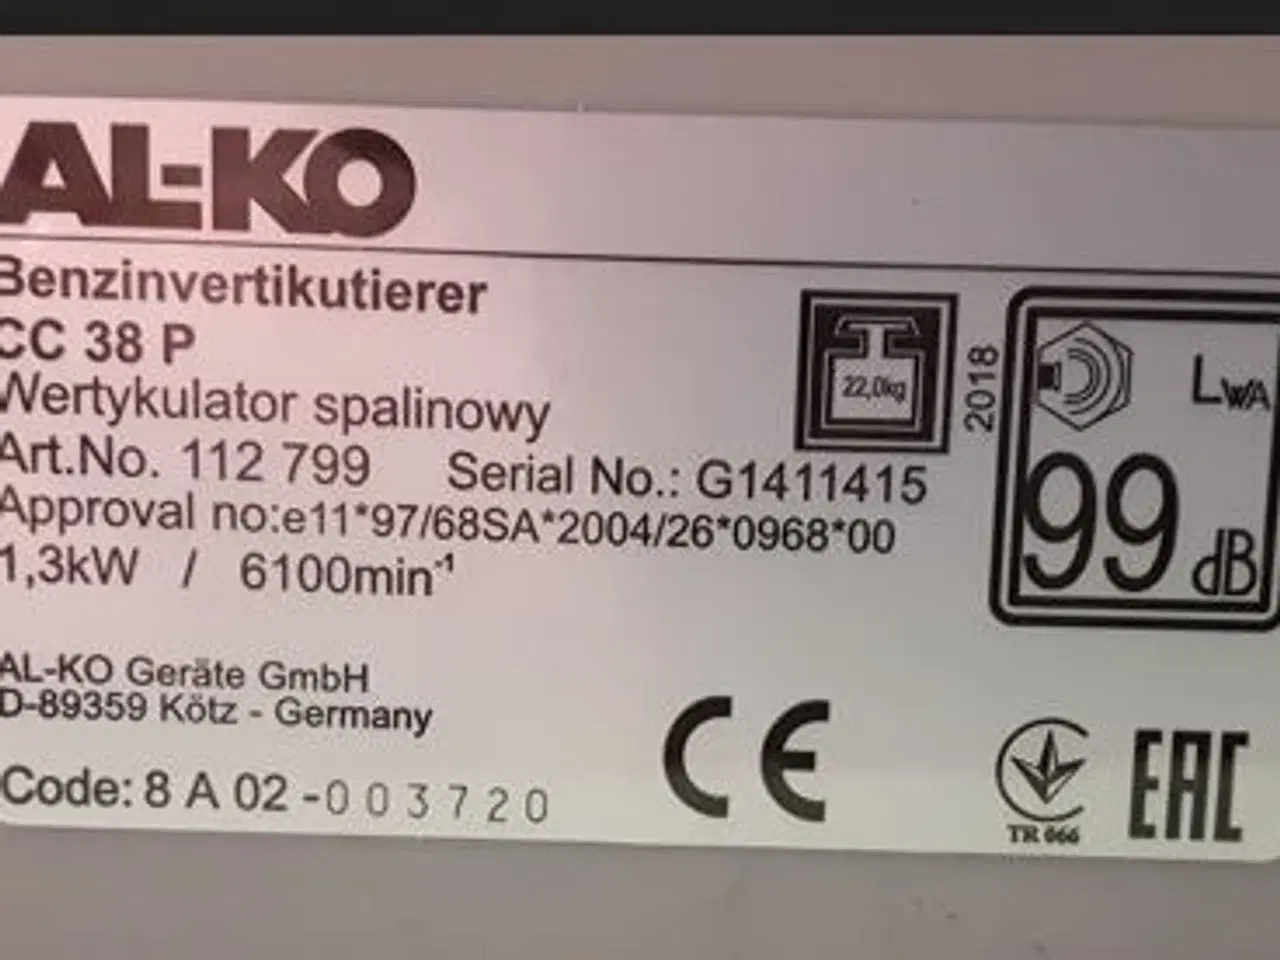 AL-KO
Benzinvertikutierer
CC 38 P
Wertykulator spalinowy
Art.No. 112 799 Serial No.: G1411415
Approval no:e11*97/68SA*2004/26*0968*00
1,3kW / 6100min⁻¹
22,0kg
2018
LWA
99 dB
AL-KO Geräte GmbH
D-89359 Kötz - Germany
Code: 8 A 02 -003720
CE
TR 066
EAC